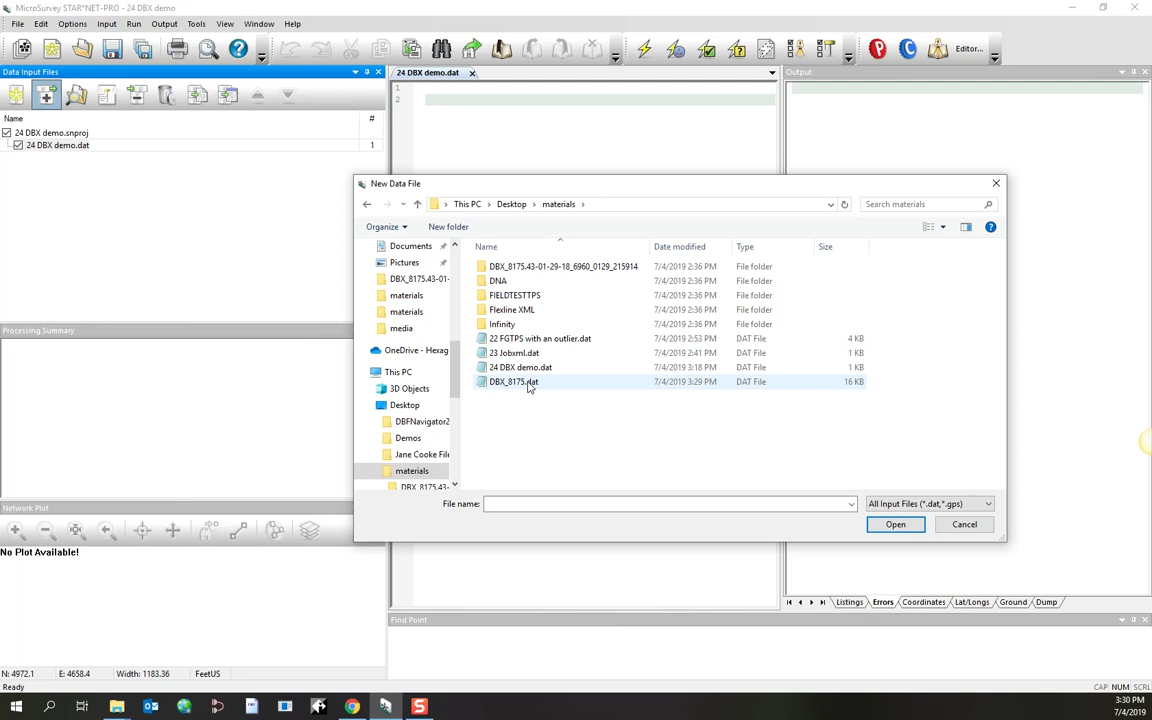 MicroSurvey STAR*NET-PRO - 24 DBX demo
File Edit Options Input Run Output Tools View Window Help
Editor...
Data Input Files
24 DBX demo.dat
Output
Name #
24 DBX demo.snproj
24 DBX demo.dat 1
1
2
New Data File
This PC > Desktop > materials >
Search materials
Organize New folder
Documents
Pictures
DBX_8175.43-01-
materials
materials
media
OneDrive - Hexag
This PC
3D Objects
Desktop
DBFNavigator2
Demos
Jane Cooke File
materials
DBX_8175.43-
Name Date modified Type Size
DBX_8175.43-01-29-18_6960_0129_215914 7/4/2019 2:36 PM File folder
DNA 7/4/2019 2:36 PM File folder
FIELDTESTTPS 7/4/2019 2:36 PM File folder
Flexline XML 7/4/2019 2:36 PM File folder
Infinity 7/4/2019 2:36 PM File folder
22 FGTPS with an outlier.dat 7/4/2019 2:53 PM DAT File 4 KB
23 Jobxml.dat 7/4/2019 2:41 PM DAT File 1 KB
24 DBX demo.dat 7/4/2019 3:18 PM DAT File 1 KB
DBX_8175.dat 7/4/2019 3:29 PM DAT File 16 KB
File name: All Input Files (*.dat,*.gps)
Open Cancel
Processing Summary
Network Plot
No Plot Available!
Listings Errors Coordinates Lat/Longs Ground Dump
Find Point
N: 4972.1 E: 4658.4 Width: 1183.36 FeetUS
Ready
CAP NUM SCRL
3:30 PM
7/4/2019